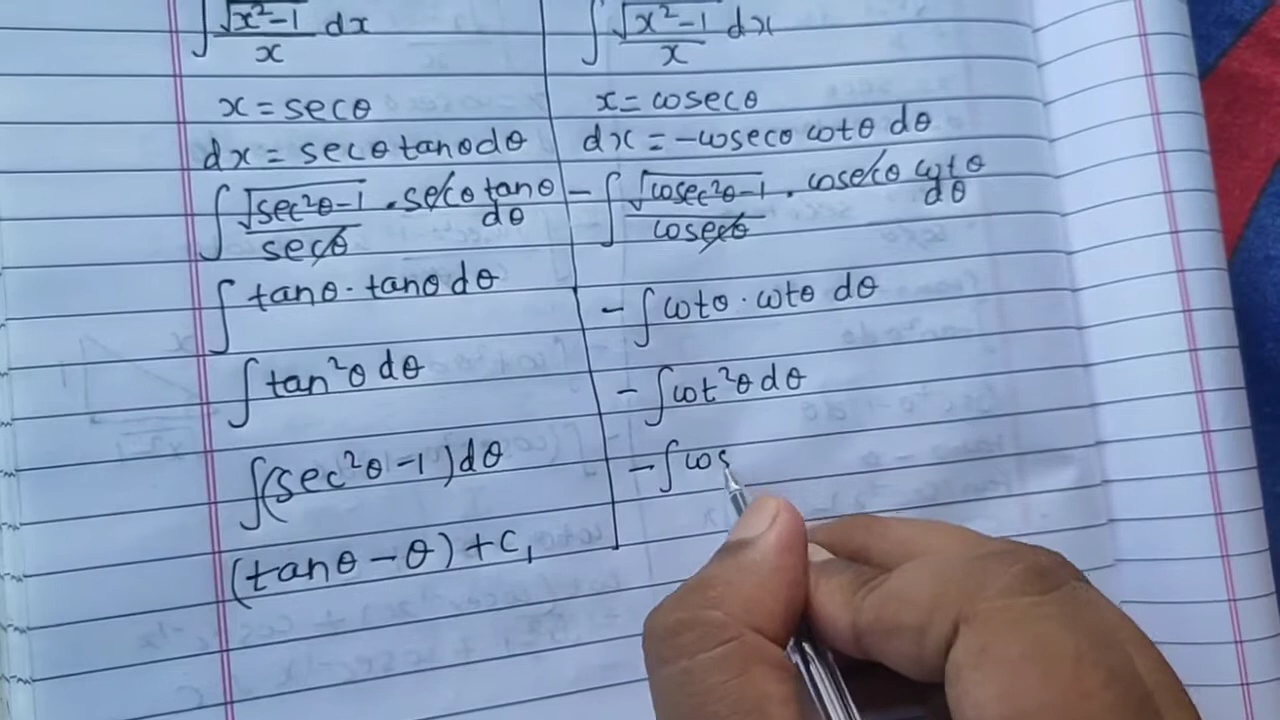 ∫ √(x²-1)/x dx
x = secθ
dx = secθ tanθ dθ
∫ √(sec²θ-1)/secθ · secθ tanθ dθ
∫ tanθ · tanθ dθ
∫ tan²θ dθ
∫(sec²θ -1) dθ
(tanθ - θ) + C₁
∫ √(x²-1)/x dx
x = cosecθ
dx = -cosecθ cotθ dθ
- ∫ √(cosec²θ-1)/cosecθ · cosecθ cotθ dθ
- ∫ cotθ · cotθ dθ
- ∫ cot²θ dθ
- ∫ cos